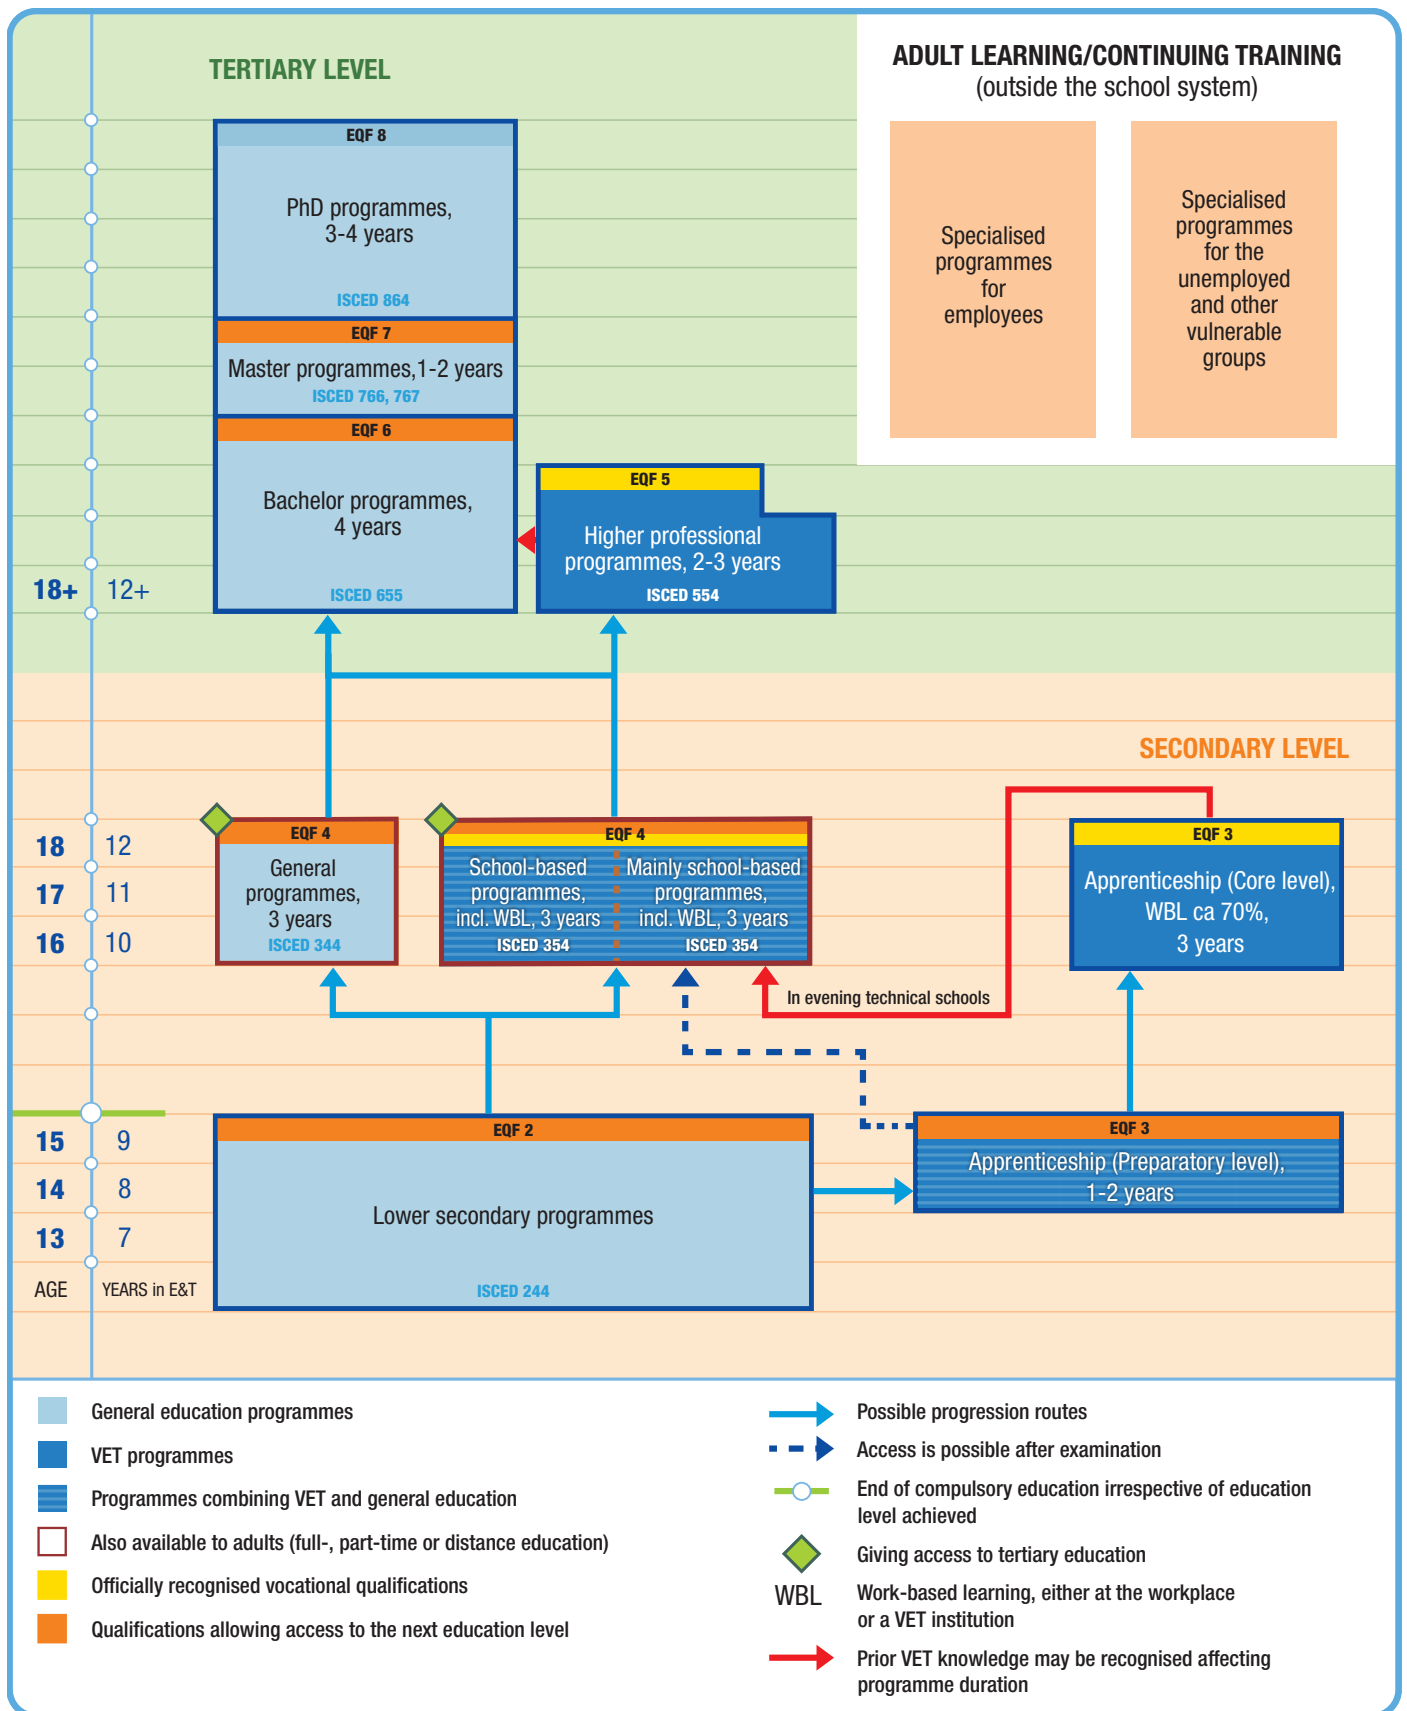 TERTIARY LEVEL
ADULT LEARNING/CONTINUING TRAINING
(outside the school system)
Specialised
programmes
for
employees
Specialised
programmes
for the
unemployed
and other
vulnerable
groups
EQF 8
PhD programmes,
3-4 years
ISCED 864
EQF 7
Master programmes,1-2 years
ISCED 766, 767
EQF 6
Bachelor programmes,
4 years
ISCED 655
EQF 5
Higher professional
programmes, 2-3 years
ISCED 554
18+ 12+
SECONDARY LEVEL
18 12
17 11
16 10
EQF 4
General
programmes,
3 years
ISCED 344
EQF 4
School-based
programmes,
incl. WBL, 3 years
ISCED 354
Mainly school-based
programmes,
incl. WBL, 3 years
ISCED 354
EQF 3
Apprenticeship (Core level),
WBL ca 70%,
3 years
In evening technical schools
15 9
14 8
13 7
AGE YEARS in E&T
EQF 2
Lower secondary programmes
ISCED 244
EQF 3
Apprenticeship (Preparatory level),
1-2 years
General education programmes
VET programmes
Programmes combining VET and general education
Also available to adults (full-, part-time or distance education)
Officially recognised vocational qualifications
Qualifications allowing access to the next education level
Possible progression routes
Access is possible after examination
End of compulsory education irrespective of education
level achieved
Giving access to tertiary education
WBL Work-based learning, either at the workplace
or a VET institution
Prior VET knowledge may be recognised affecting
programme duration